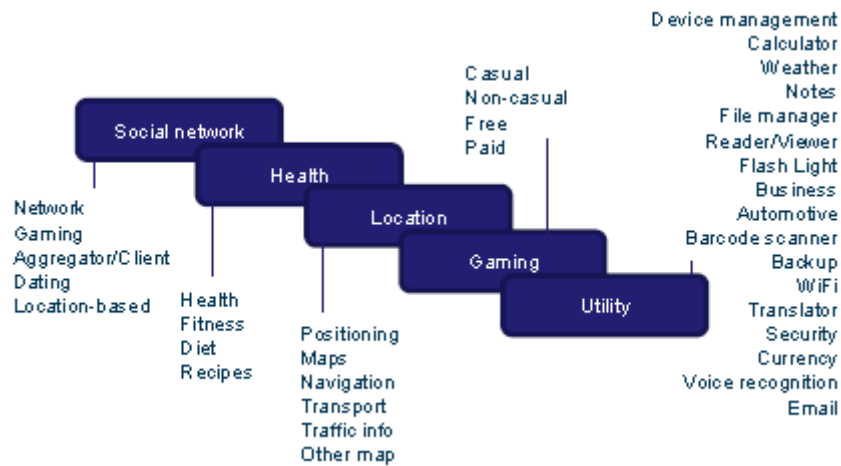 Social network
Network
Gaming
Aggregator/Client
Dating
Location-based
Health
Health
Fitness
Diet
Recipes
Location
Positioning
Maps
Navigation
Transport
Traffic info
Other map
Casual
Non-casual
Free
Paid
Gaming
Utility
Device management
Calculator
Weather
Notes
File manager
Reader/Viewer
Flash Light
Business
Automotive
Barcode scanner
Backup
WiFi
Translator
Security
Currency
Voice recognition
Email